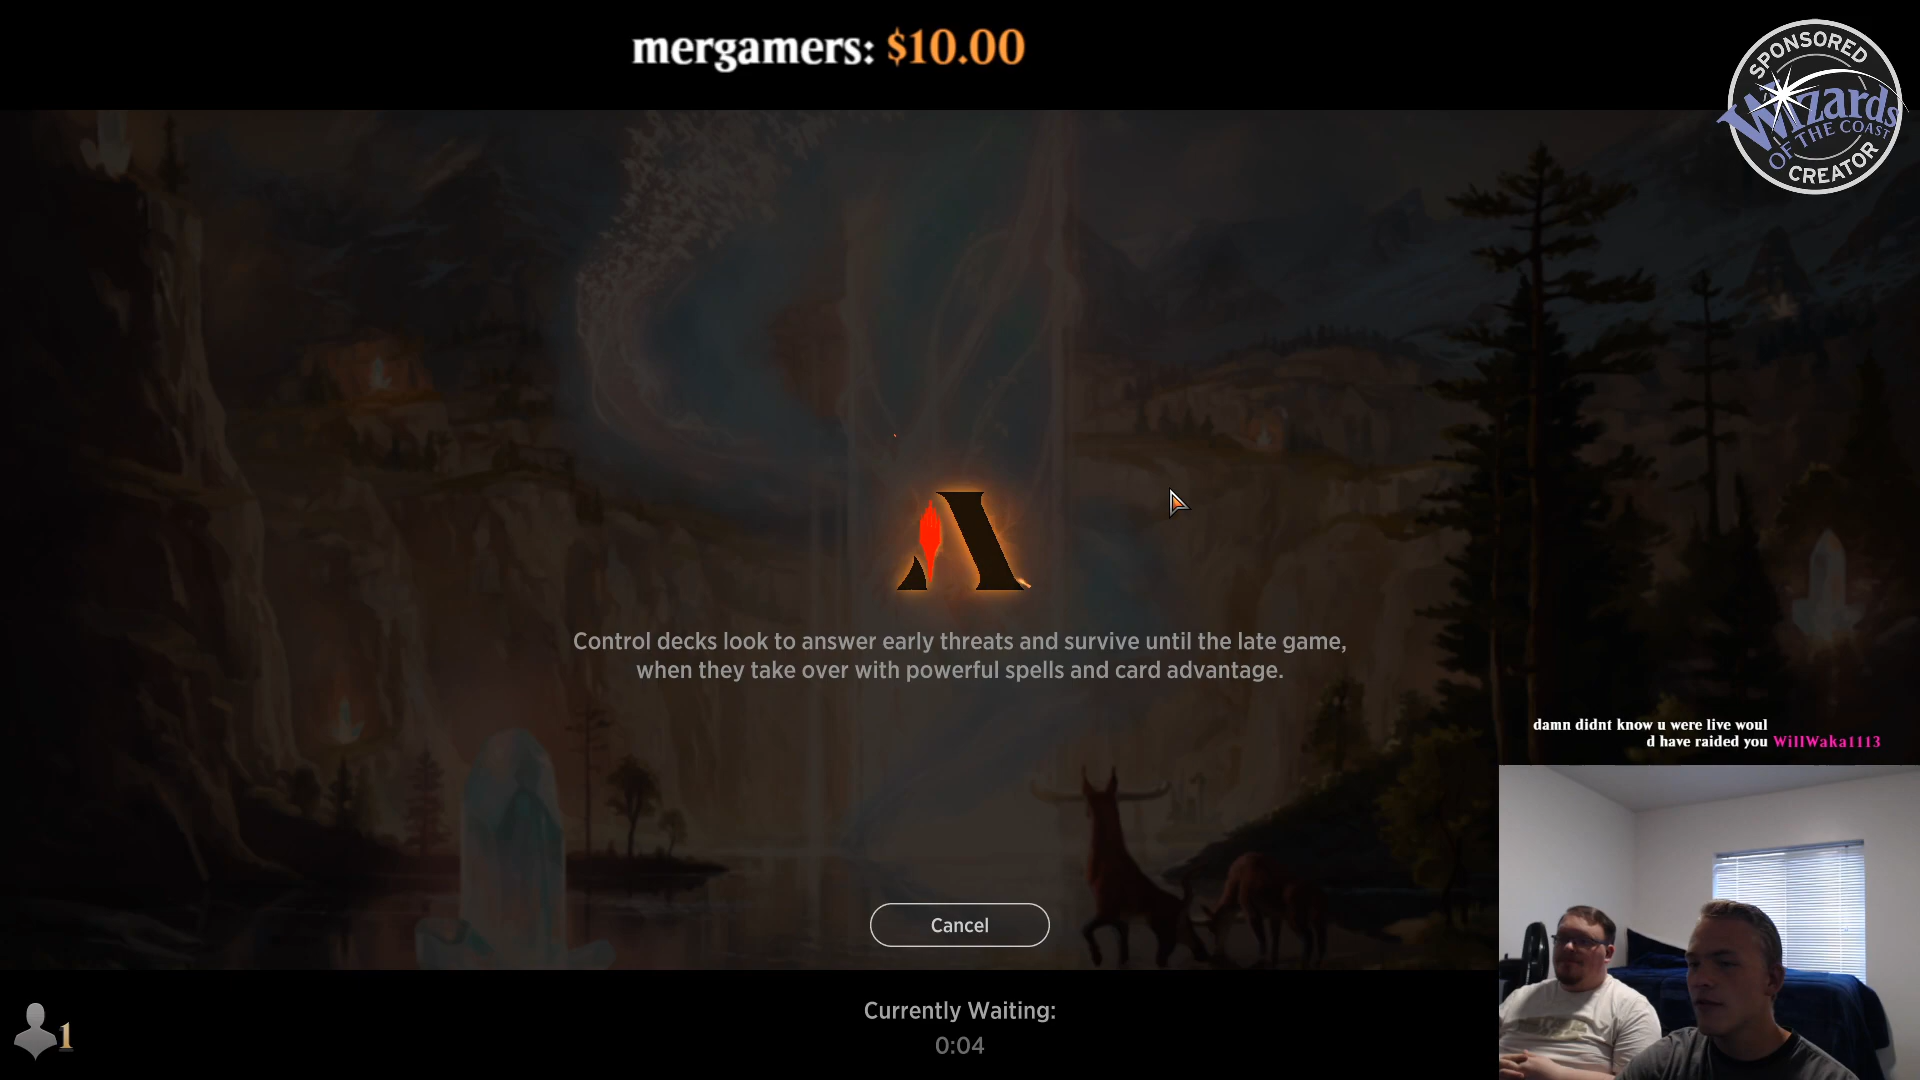 mergamers: $10.00
SPONSORED
Wizards
OF THE COAST
CREATOR
Control decks look to answer early threats and survive until the late game,
when they take over with powerful spells and card advantage.
damn didnt know u were live woul
d have raided you WillWaka1113
Cancel
Currently Waiting:
0:04
1